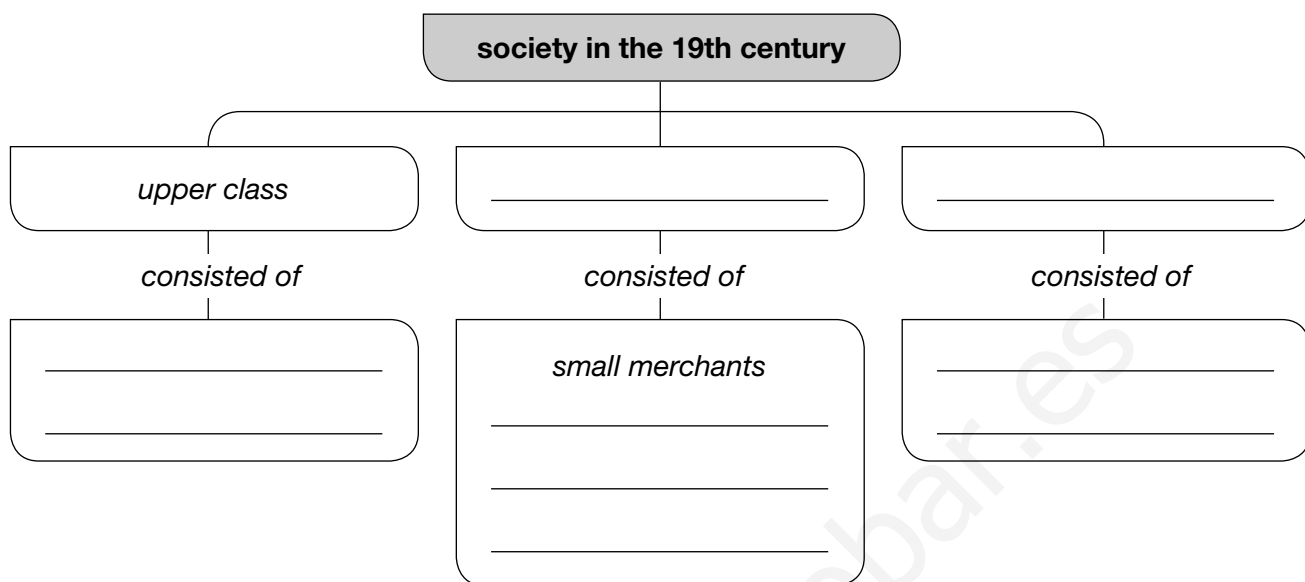 society in the 19th century
upper class
consisted of
consisted of
consisted of
small merchants